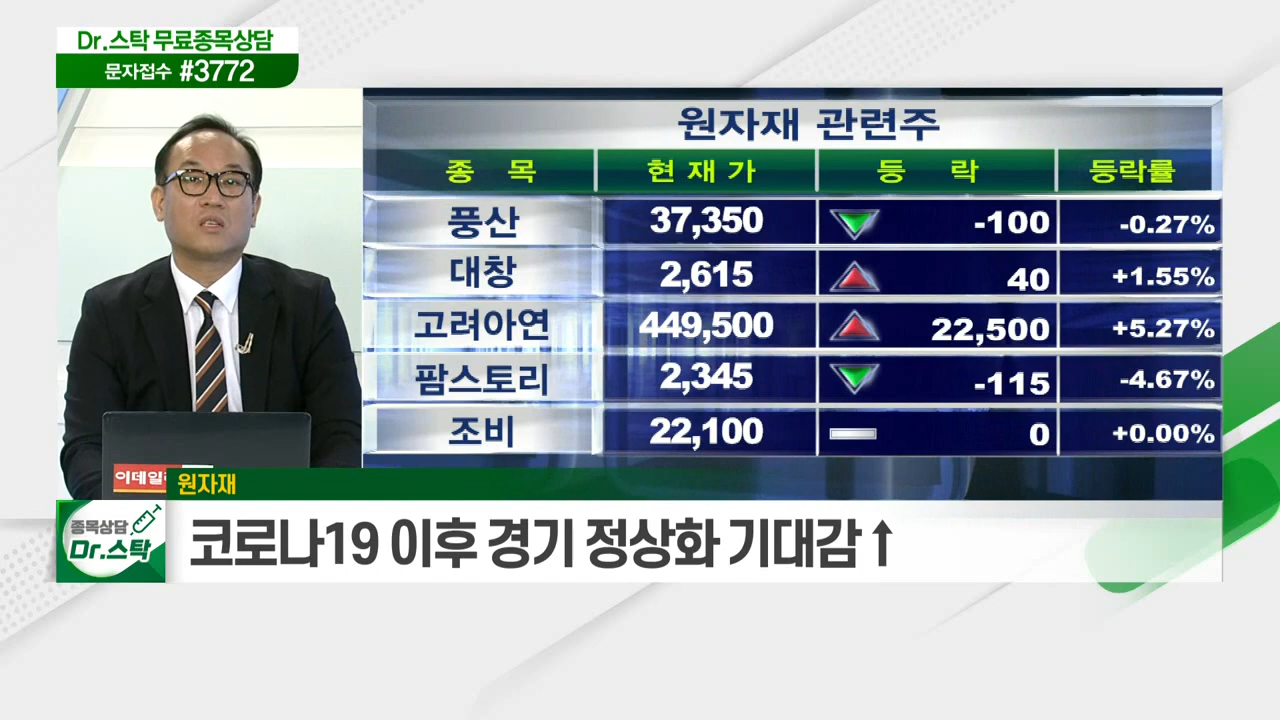 Dr.스탁 무료종목상담
문자접수 #3772
원자재 관련주
종 목 현 재 가 등 락 등락률
풍산 37,350 -100 -0.27%
대창 2,615 40 +1.55%
고려아연 449,500 22,500 +5.27%
팜스토리 2,345 -115 -4.67%
조비 22,100 0 +0.00%
이데일리
원자재
종목상담
Dr.스탁
코로나19 이후 경기 정상화 기대감↑